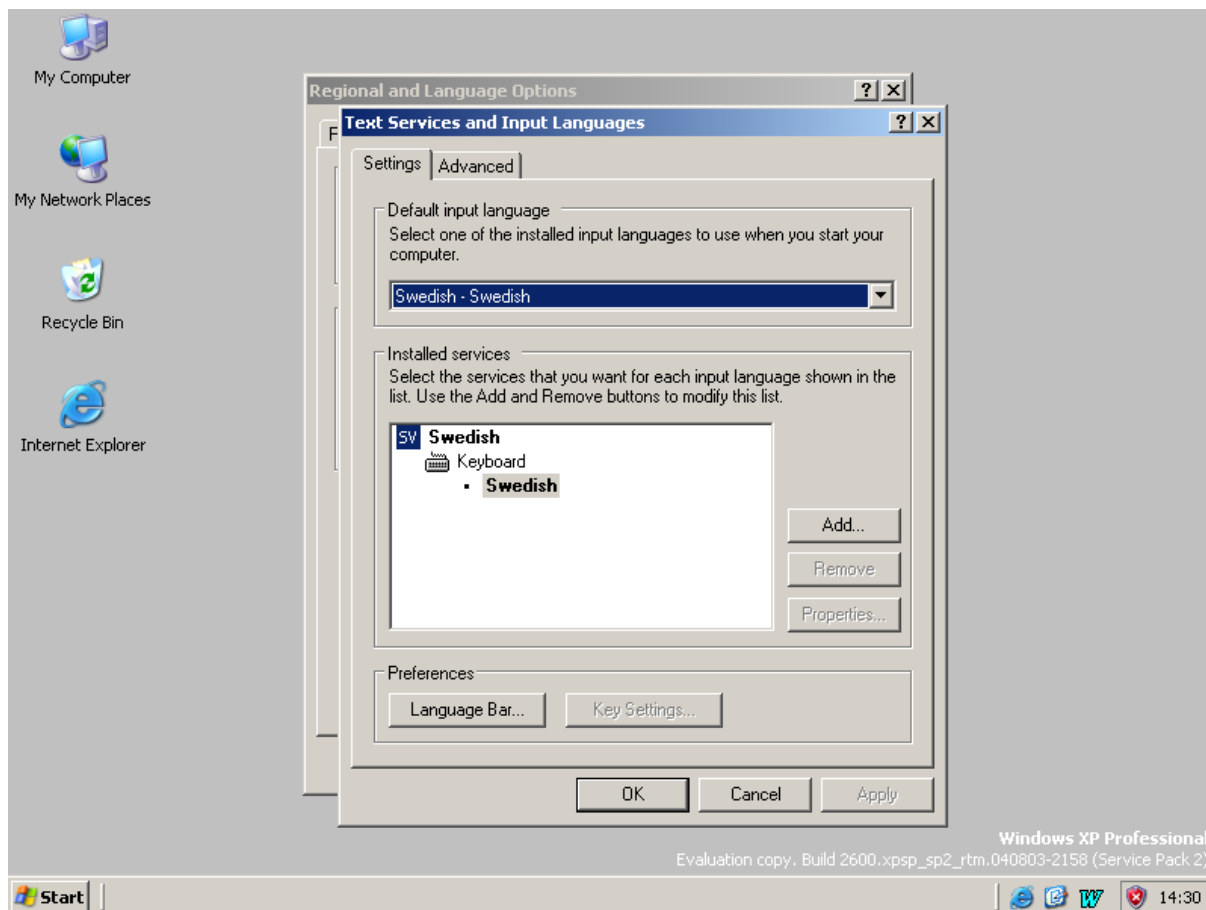 My Computer
My Network Places
Recycle Bin
Internet Explorer
Regional and Language Options
Text Services and Input Languages
Settings
Advanced
Default input language
Select one of the installed input languages to use when you start your
computer.
Swedish - Swedish
Installed services
Select the services that you want for each input language shown in the
list. Use the Add and Remove buttons to modify this list.
SV Swedish
Keyboard
Swedish
Add...
Remove
Properties...
Preferences
Language Bar...
Key Settings...
OK
Cancel
Apply
Windows XP Professional
Evaluation copy. Build 2600.xpsp_sp2_rtm.040803-2158 (Service Pack 2)
Start
14:30